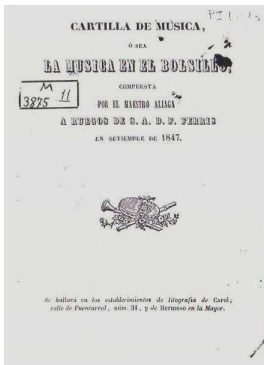 CARTILLA DE MÚSICA,
Ó SEA
LA MUSICA EN EL BOLSILLO,
COMPUESTA
POR EL MAESTRO ALIAGA
A RUEGOS DE S. A. D. F. FERRIS
EN SETIEMBRE DE 1847.
M
3875 11
Se hallará en los establecimientos de litografía de Corol;
calle de Fuencarral, núm. 31, y de Hermoso en la Mayor.